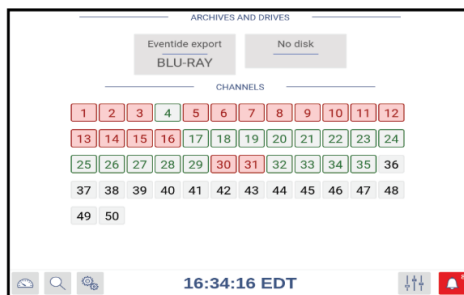 ARCHIVES AND DRIVES
Eventide export No disk
BLU-RAY
CHANNELS
1 2 3 4 5 6 7 8 9 10 11 12
13 14 15 16 17 18 19 20 21 22 23 24
25 26 27 28 29 30 31 32 33 34 35 36
37 38 39 40 41 42 43 44 45 46 47 48
49 50
16:34:16 EDT